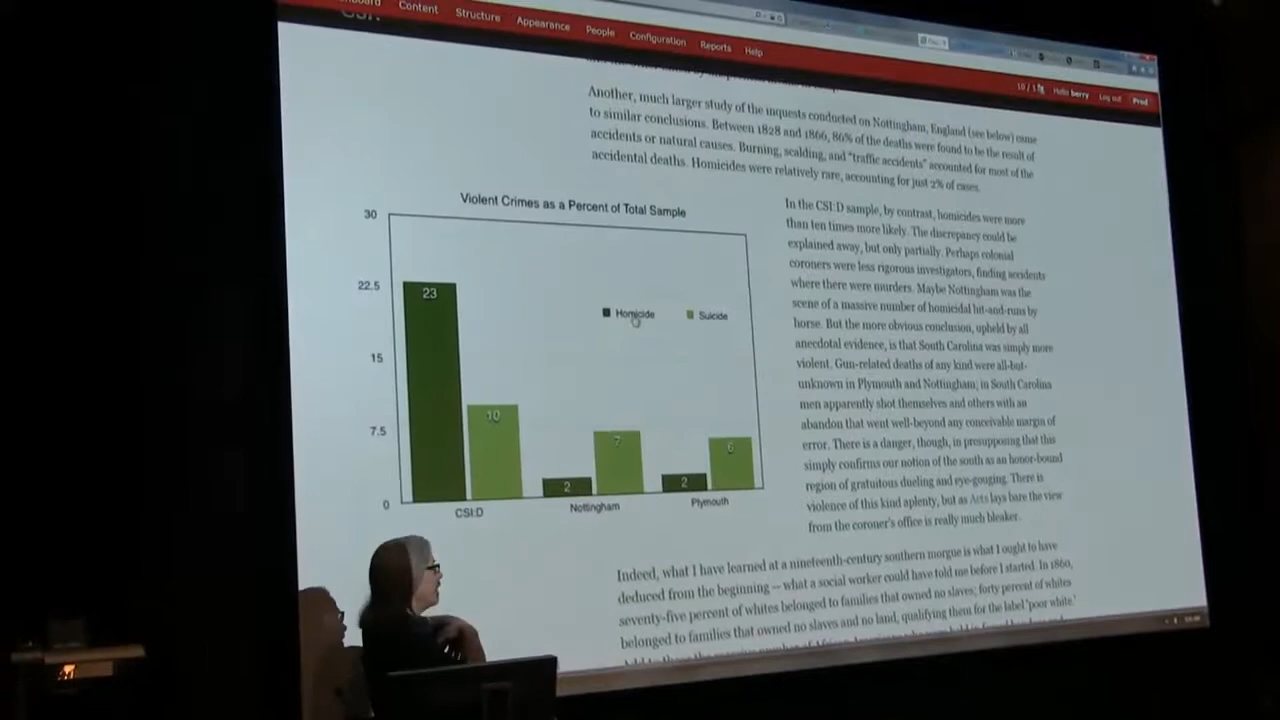 Content Structure Appearance People Configuration Reports Help
Hello berry Log out Prod
Another, much larger study of the inquests conducted on Nottingham, England (see below) came
to similar conclusions. Between 1828 and 1866, 86% of the deaths were found to be the result of
accidents or natural causes. Burning, scalding, and "traffic accidents" accounted for most of the
accidental deaths. Homicides were relatively rare, accounting for just 2% of cases.
Violent Crimes as a Percent of Total Sample
30
22.5
15
7.5
0
23
10
2
7
2
6
Homicide Suicide
CSI:D Nottingham Plymouth
In the CSI:D sample, by contrast, homicides were more
than ten times more likely. The discrepancy could be
explained away, but only partially. Perhaps colonial
coroners were less rigorous investigators, finding accidents
where there were murders. Maybe Nottingham was the
scene of a massive number of homicidal hit-and-runs by
horse. But the more obvious conclusion, upheld by all
anecdotal evidence, is that South Carolina was simply more
violent. Gun-related deaths of any kind were all-but-
unknown in Plymouth and Nottingham; in South Carolina
men apparently shot themselves and others with an
abandon that went well-beyond any conceivable margin of
error. There is a danger, though, in presupposing that this
simply confirms our notion of the south as an honor-bound
region of gratuitous dueling and eye-gouging. There is
violence of this kind aplenty, but as Acts lays bare the view
from the coroner's office is really much bleaker.
Indeed, what I have learned at a nineteenth-century southern morgue is what I ought to have
deduced from the beginning — what a social worker could have told me before I started. In 1860,
seventy-five percent of whites belonged to families that owned no slaves; forty percent of whites
belonged to families that owned no slaves and no land, qualifying them for the label 'poor white.'